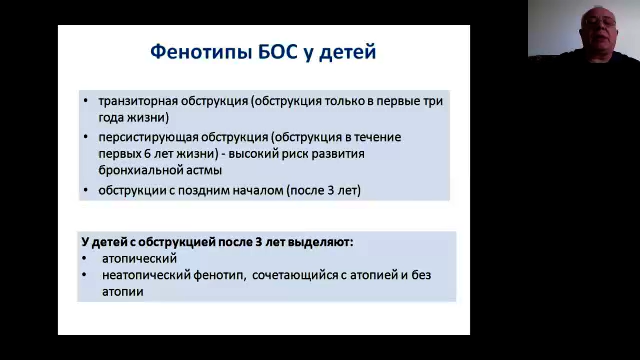 Фенотипы БОС у детей
• транзиторная обструкция (обструкция только в первые три
года жизни)
• персистирующая обструкция (обструкция в течение
первых 6 лет жизни) - высокий риск развития
бронхиальной астмы
• обструкции с поздним началом (после 3 лет)
У детей с обструкцией после 3 лет выделяют:
• атопический
• неатопический фенотип, сочетающийся с атопией и без
атопии